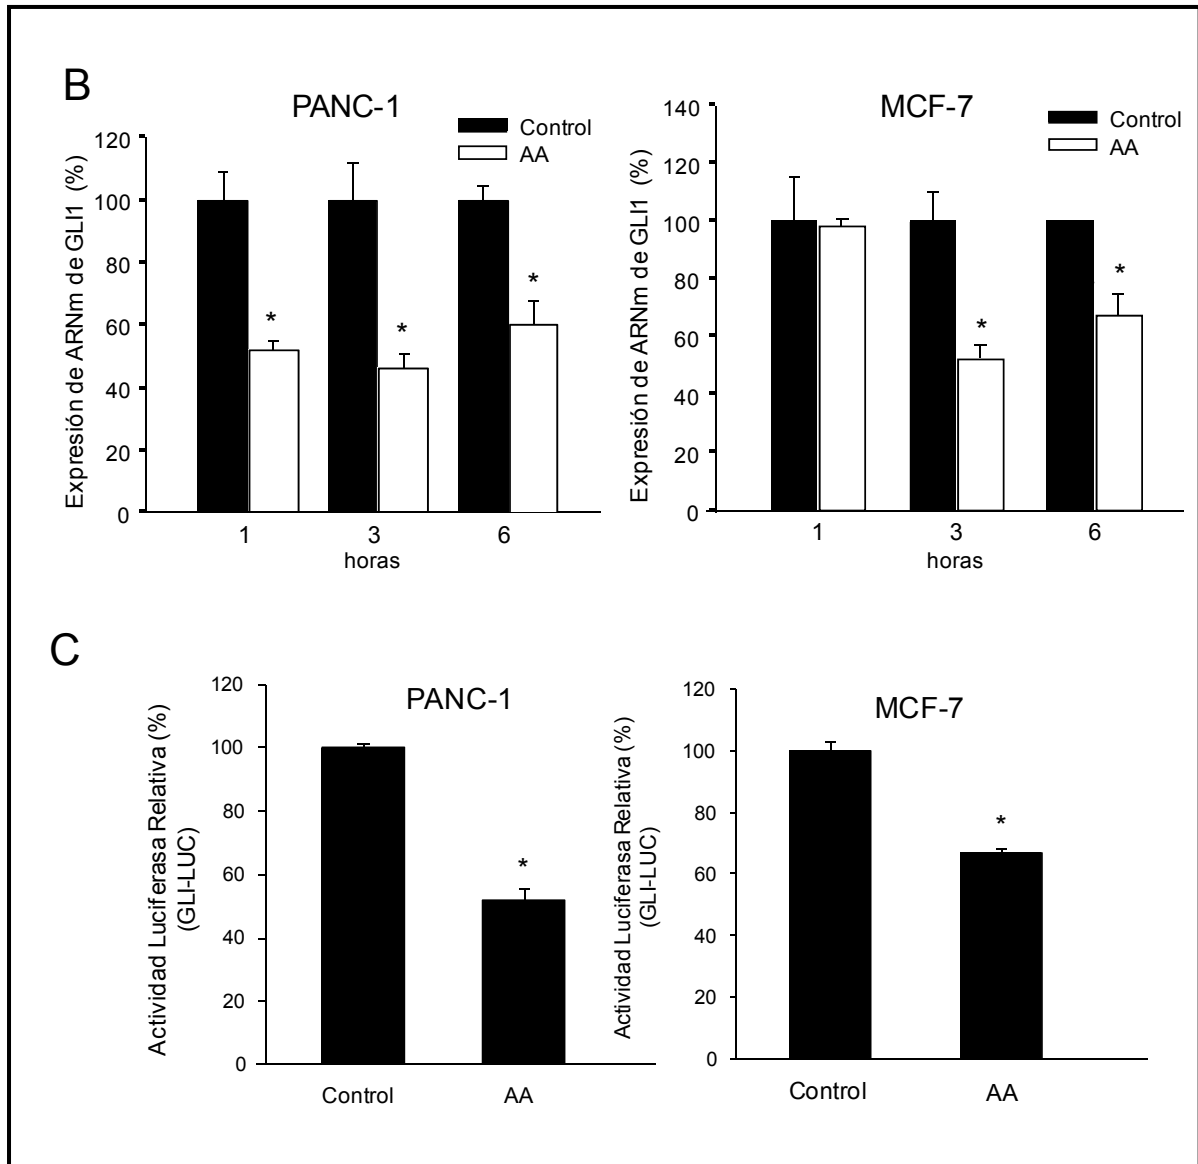 B
PANC-1
Control
AA
Expresión de ARNm de GLI1 (%)
120
100
80
60
40
20
0
*
*
*
1
3
6
horas
MCF-7
Control
AA
Expresión de ARNm de GLI1 (%)
140
120
100
80
60
40
20
0
*
*
1
3
6
horas
C
PANC-1
Actividad Luciferasa Relativa (%)
(GLI-LUC)
120
100
80
60
40
20
0
*
Control
AA
MCF-7
Actividad Luciferasa Relativa (%)
(GLI-LUC)
120
100
80
60
40
20
0
*
Control
AA